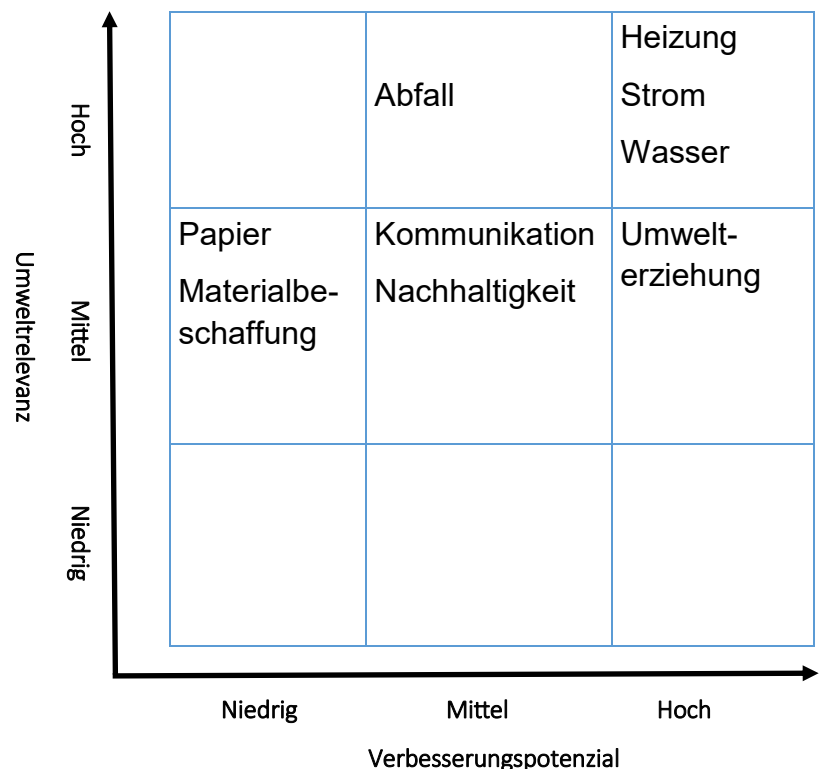 Heizung
Abfall
Strom
Wasser
Hoch
Papier
Materialbe-
schaffung
Kommunikation
Nachhaltigkeit
Umwelt-
erziehung
Umweltrelevanz
Mittel
Niedrig
Niedrig
Mittel
Hoch
Verbesserungspotenzial